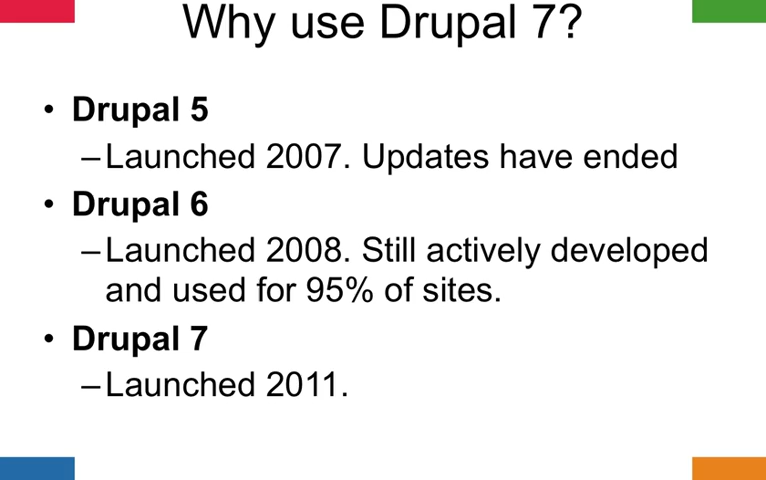 Why use Drupal 7?
• Drupal 5
–Launched 2007. Updates have ended
• Drupal 6
–Launched 2008. Still actively developed
and used for 95% of sites.
• Drupal 7
–Launched 2011.